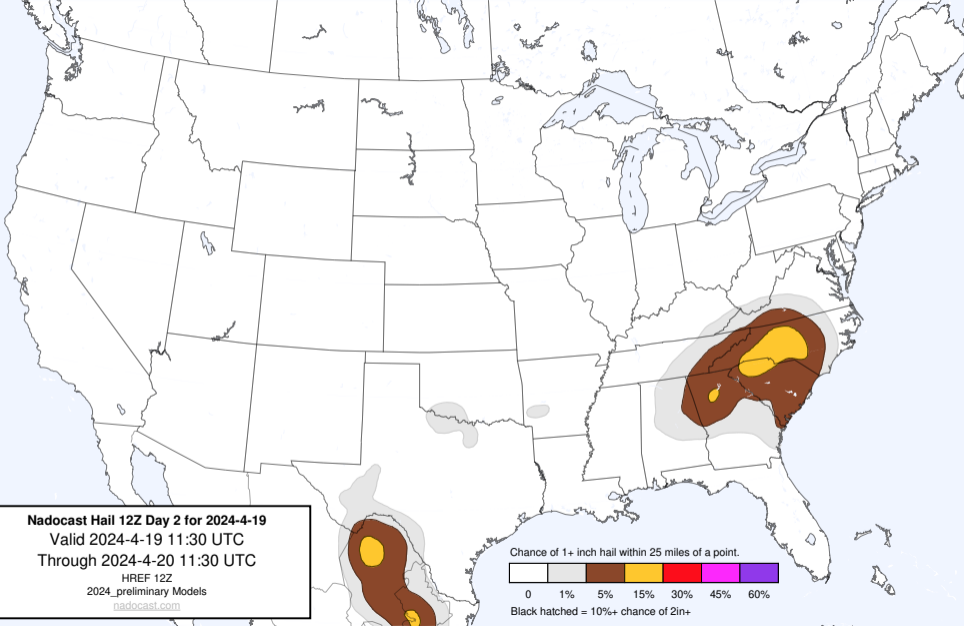 Nadocast Hail 12Z Day 2 for 2024-4-19
Valid 2024-4-19 11:30 UTC
Through 2024-4-20 11:30 UTC
HREF 12Z
2024_preliminary Models
nadocast.com
Chance of 1+ inch hail within 25 miles of a point.
0 1% 5% 15% 30% 45% 60%
Black hatched = 10%+ chance of 2in+